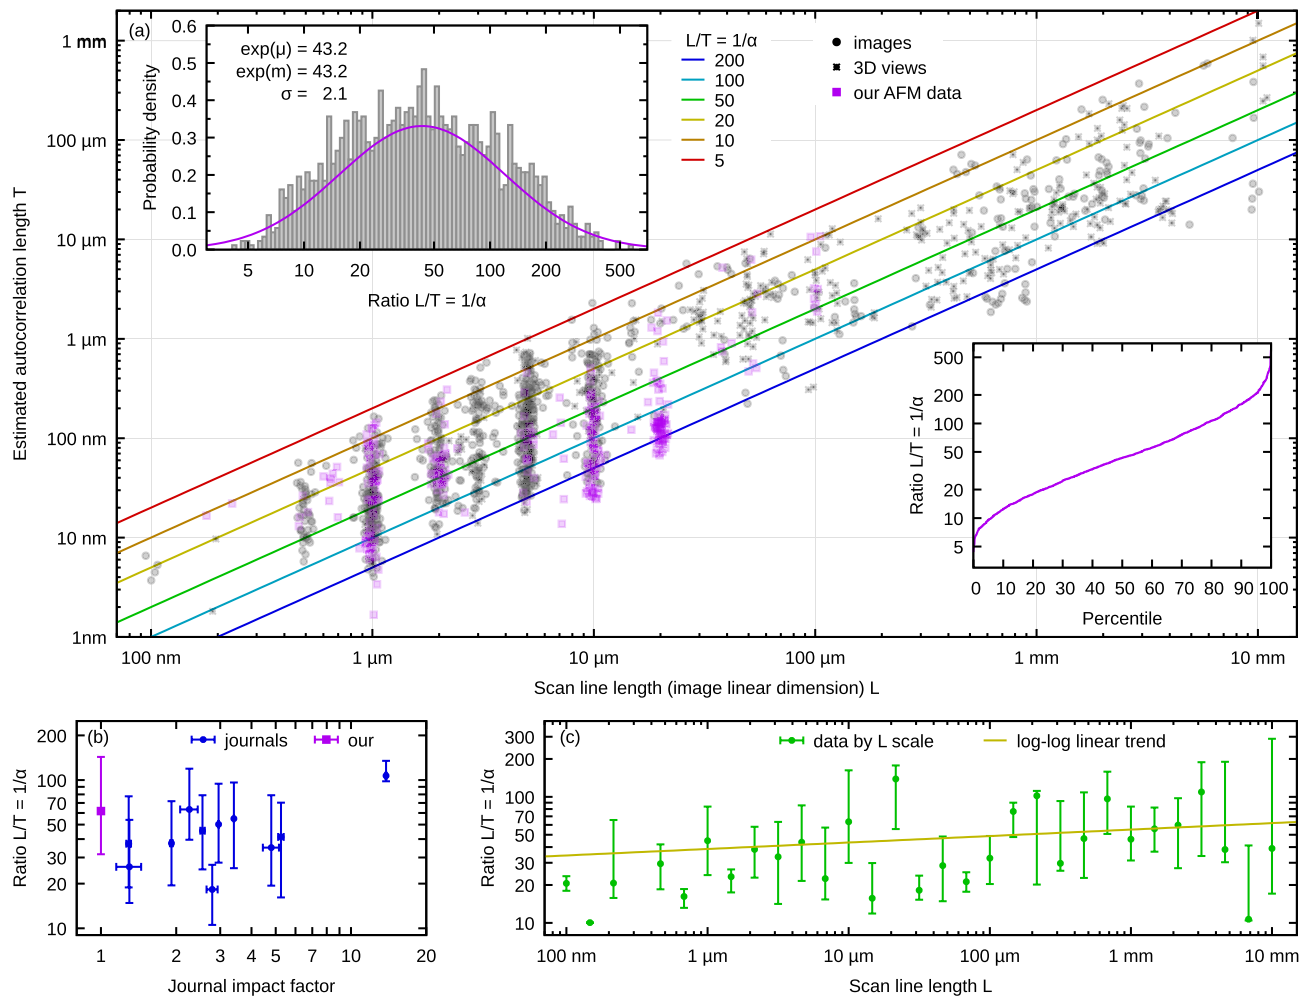 (a)
1 mm
100 µm
10 µm
1 µm
100 nm
10 nm
1nm
Estimated autocorrelation length T
100 nm
1 µm
10 µm
100 µm
1 mm
10 mm
Scan line length (image linear dimension) L
exp(µ) = 43.2
exp(m) = 43.2
σ = 2.1
0.6
0.5
0.4
0.3
0.2
0.1
0.0
Probability density
5 10 20 50 100 200 500
Ratio L/T = 1/α
L/T = 1/α
200
100
50
20
10
5
images
3D views
our AFM data
500
200
100
50
20
10
5
Ratio L/T = 1/α
0 10 20 30 40 50 60 70 80 90 100
Percentile
(b)
journals
our
200
100
70
50
30
20
10
Ratio L/T = 1/α
1 2 3 4 5 7 10 20
Journal impact factor
(c)
data by L scale
log-log linear trend
300
200
100
70
50
30
20
10
Ratio L/T = 1/α
100 nm
1 µm
10 µm
100 µm
1 mm
10 mm
Scan line length L